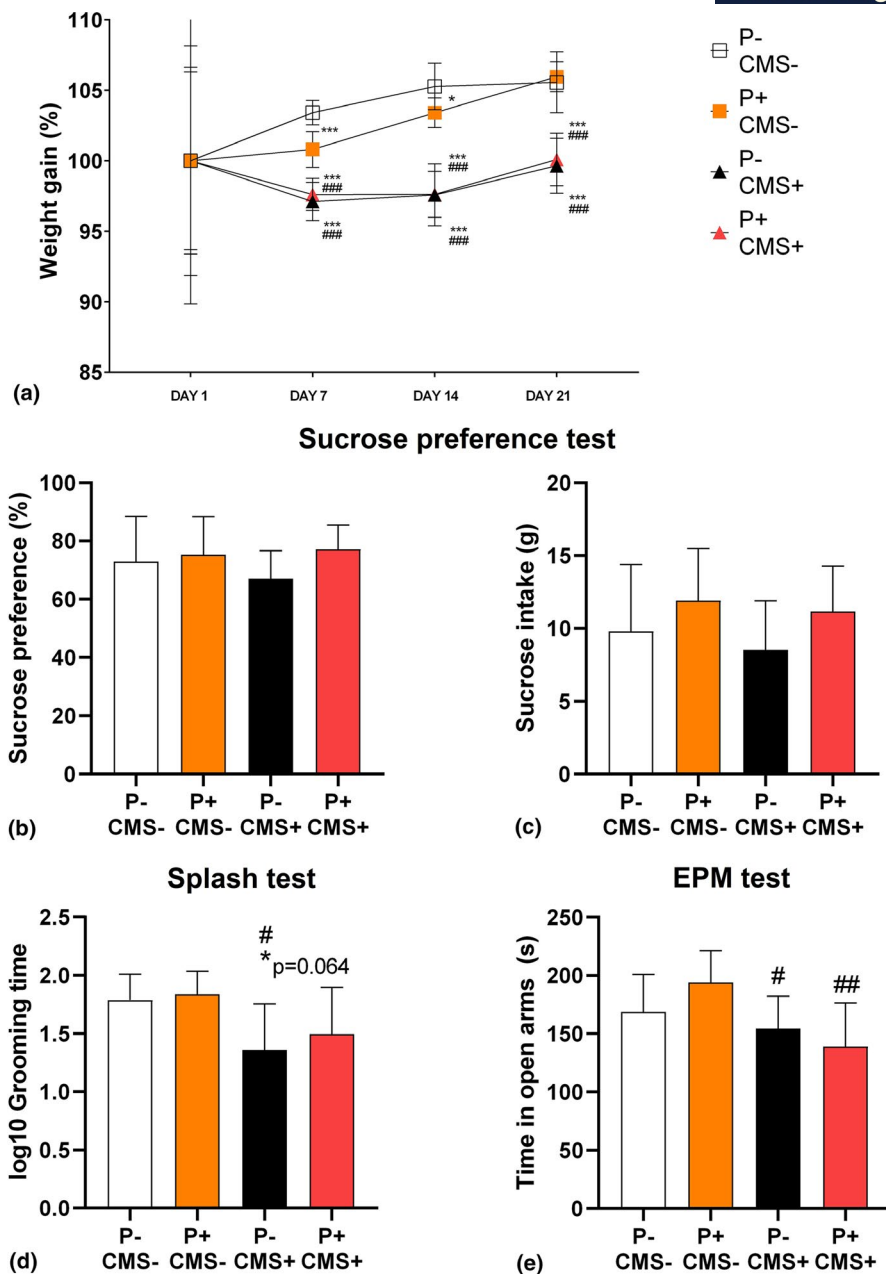 110
105
100
95
90
85
Weight gain (%)
***
*
***
###
***
###
***
###
***
###
***
###
***
###
DAY 1 DAY 7 DAY 14 DAY 21
P-
CMS-
P+
CMS-
P-
CMS+
P+
CMS+
(a)
Sucrose preference test
100
80
60
40
20
0
Sucrose preference (%)
P- P+ P- P+
CMS- CMS- CMS+ CMS+
(b)
20
15
10
5
0
Sucrose intake (g)
P- P+ P- P+
CMS- CMS- CMS+ CMS+
(c)
Splash test
2.5
2.0
1.5
1.0
0.5
0.0
log10 Grooming time
#
*p=0.064
P- P+ P- P+
CMS- CMS- CMS+ CMS+
(d)
EPM test
250
200
150
100
50
0
Time in open arms (s)
# ##
P- P+ P- P+
CMS- CMS- CMS+ CMS+
(e)